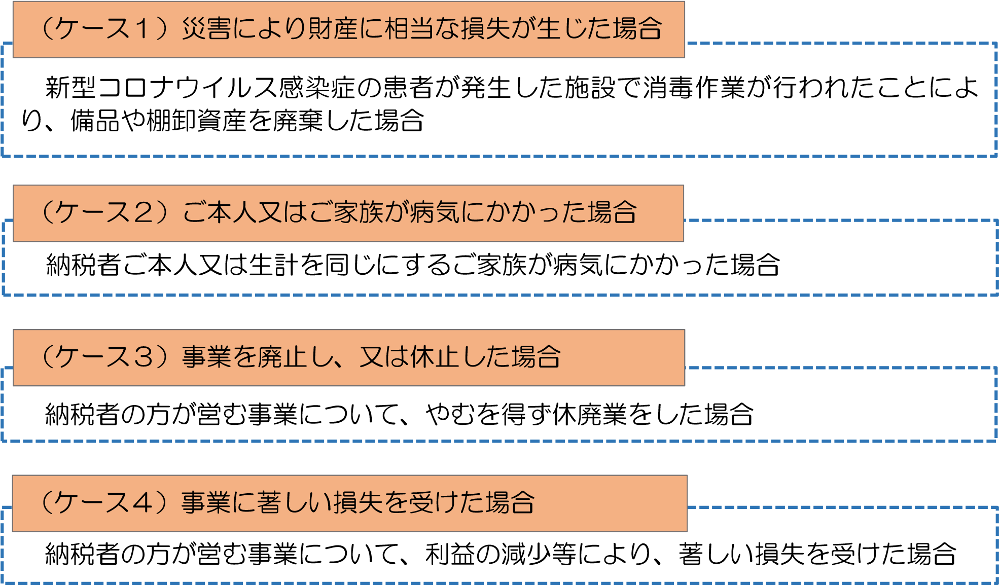 （ケース１）災害により財産に相当な損失が生じた場合
新型コロナウイルス感染症の患者が発生した施設で消毒作業が行われたことによ
り、備品や棚卸資産を廃棄した場合
（ケース２）ご本人又はご家族が病気にかかった場合
納税者ご本人又は生計を同じにするご家族が病気にかかった場合
（ケース３）事業を廃止し、又は休止した場合
納税者の方が営む事業について、やむを得ず休廃業をした場合
（ケース４）事業に著しい損失を受けた場合
納税者の方が営む事業について、利益の減少等により、著しい損失を受けた場合